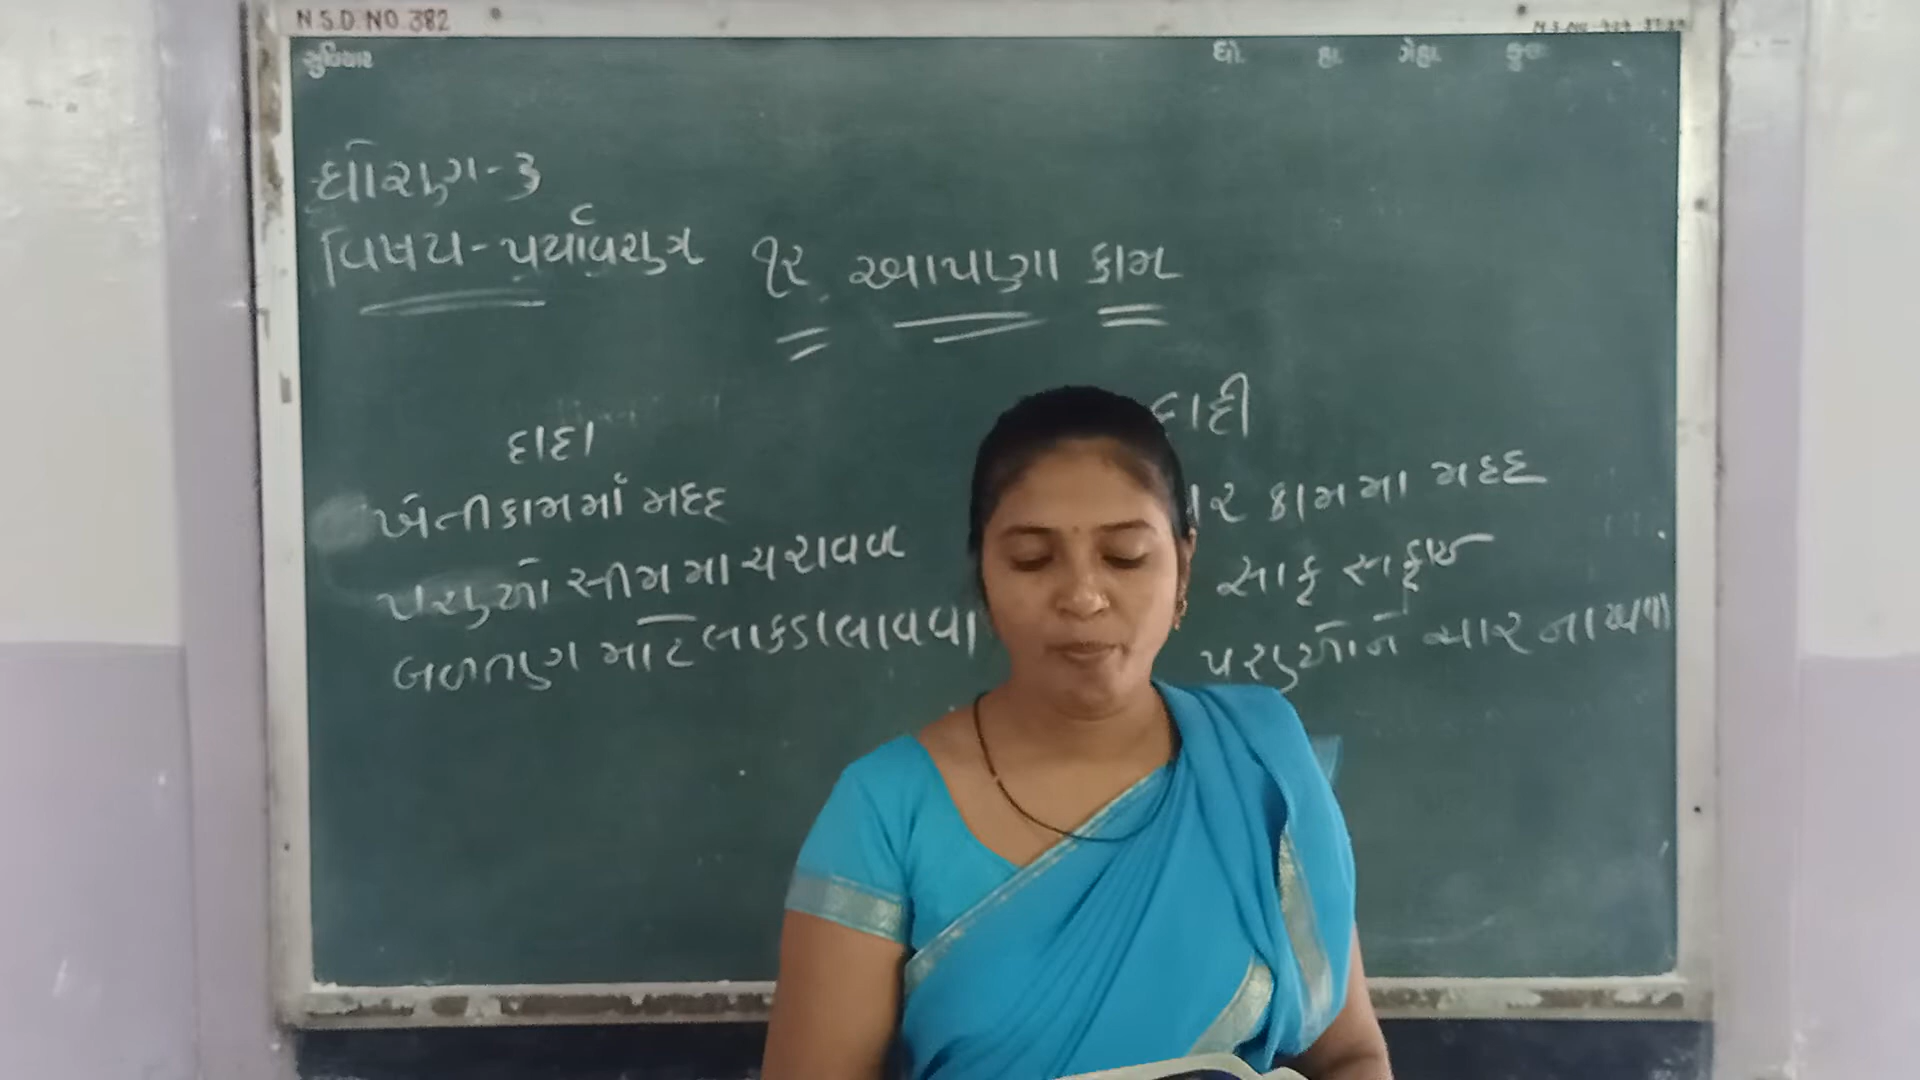 N.S.D. NO. 382
સુવિચાર
ધો. હા. ગેહા. કુલ
ધોરણ-૩
વિષય-પર્યાવરણ
૧૨ આપણા કામ
દાદા
ખેતીકામમાં મદદ
પશુઓ સીમમા ચરાવવા
બળતણ માટે લાકડા લાવવા
દાદી
કામમા મદદ
સાફ સફાઈ
પશુઓને ચાર નાખવો